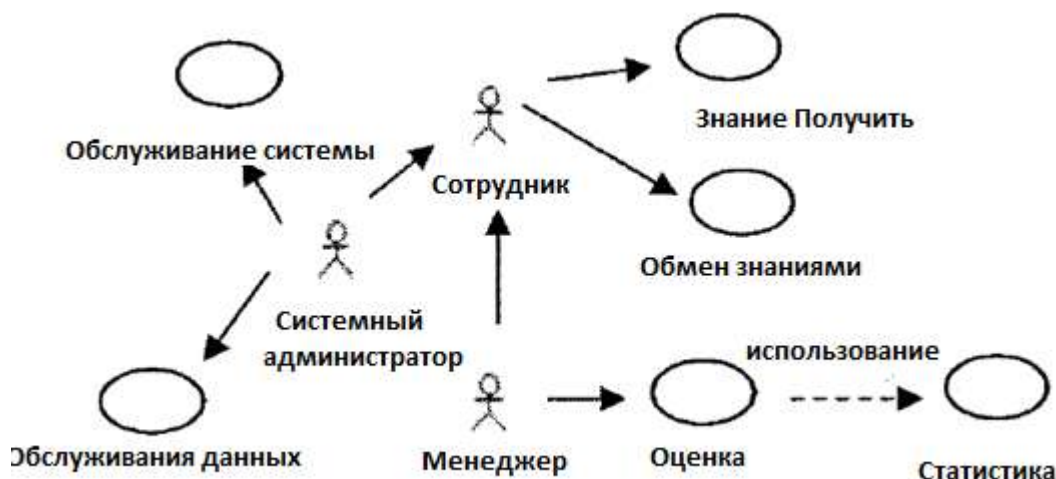 Знание Получить
Обслуживание системы
Сотрудник
Обмен знаниями
Системный
администратор
использование
Обслуживания данных
Менеджер
Оценка
Статистика